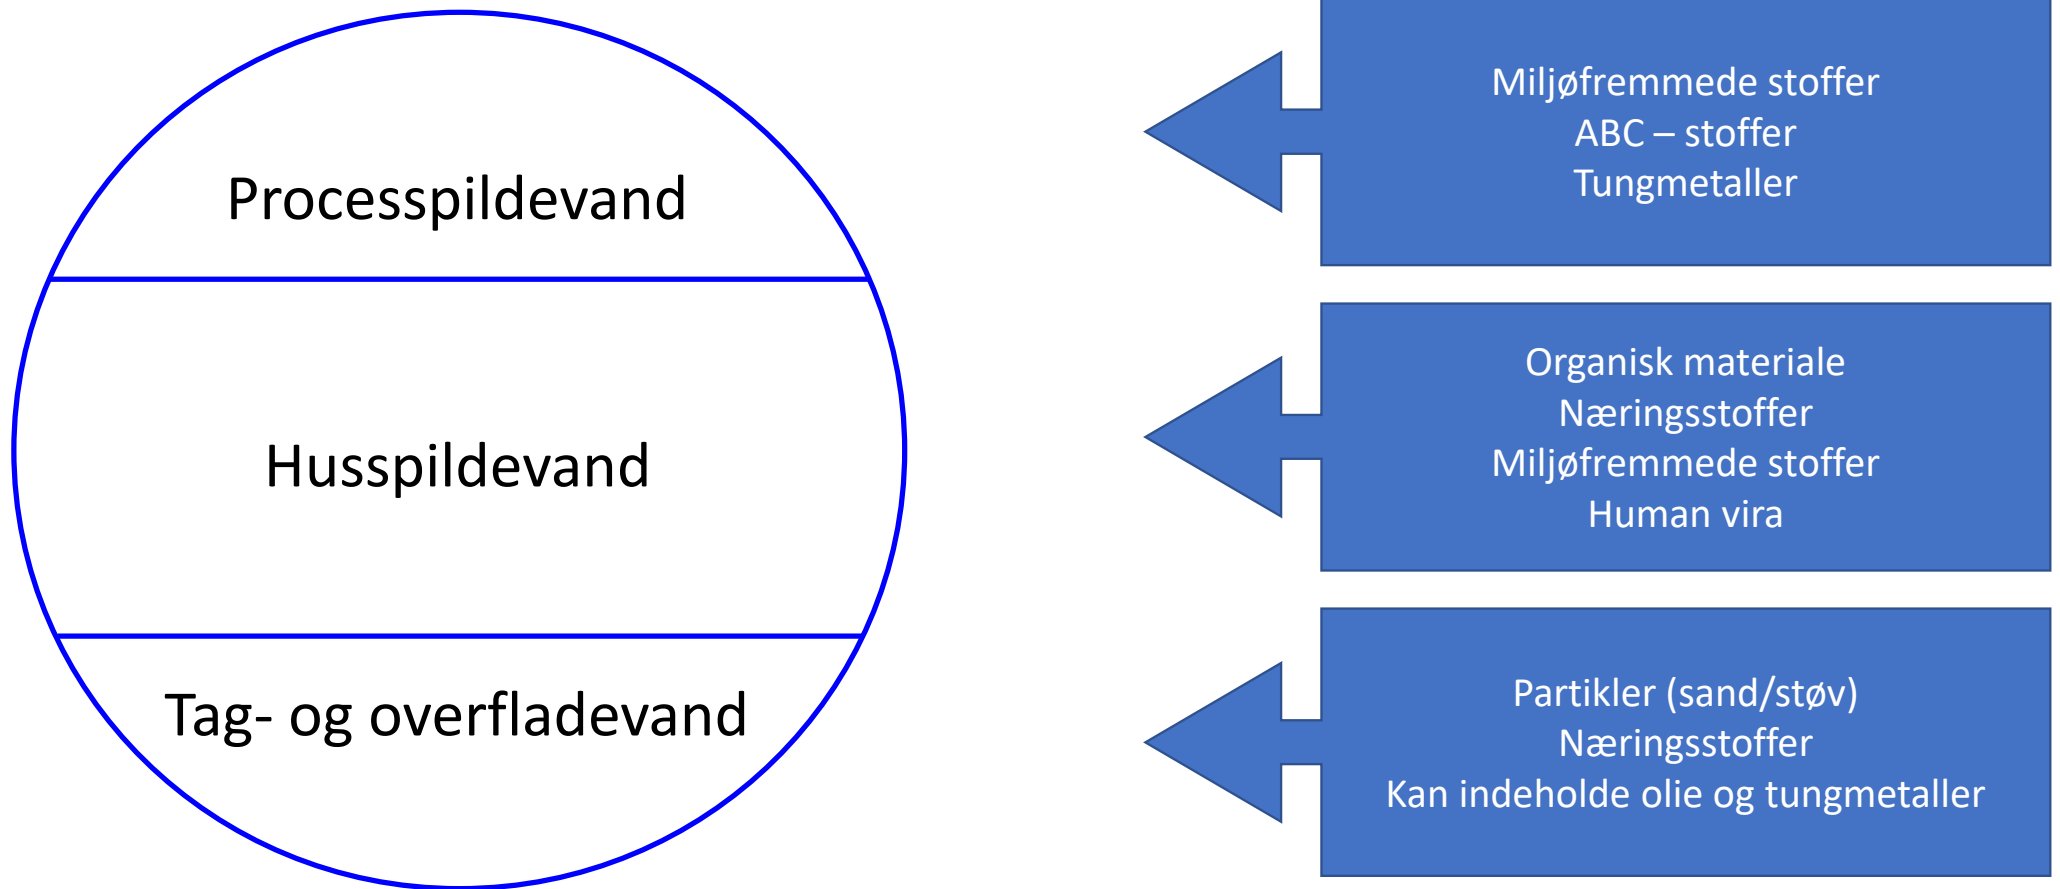 Processpildevand
Miljøfremmede stoffer
ABC – stoffer
Tungmetaller
Husspildevand
Organisk materiale
Næringsstoffer
Miljøfremmede stoffer
Human vira
Tag- og overfladevand
Partikler (sand/støv)
Næringsstoffer
Kan indeholde olie og tungmetaller